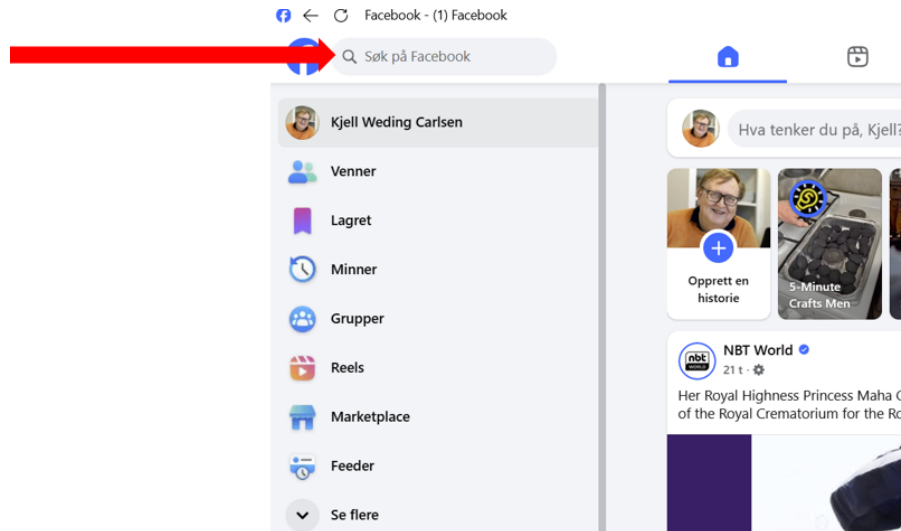 Facebook - (1) Facebook
Søk på Facebook
Kjell Weding Carlsen
Venner
Lagret
Minner
Grupper
Reels
Marketplace
Feeder
Se flere
Hva tenker du på, Kjell?
Opprett en
historie
5-Minute
Crafts Men
nbt
WORLD
NBT World
21 t ·
Her Royal Highness Princess Maha
of the Royal Crematorium for the